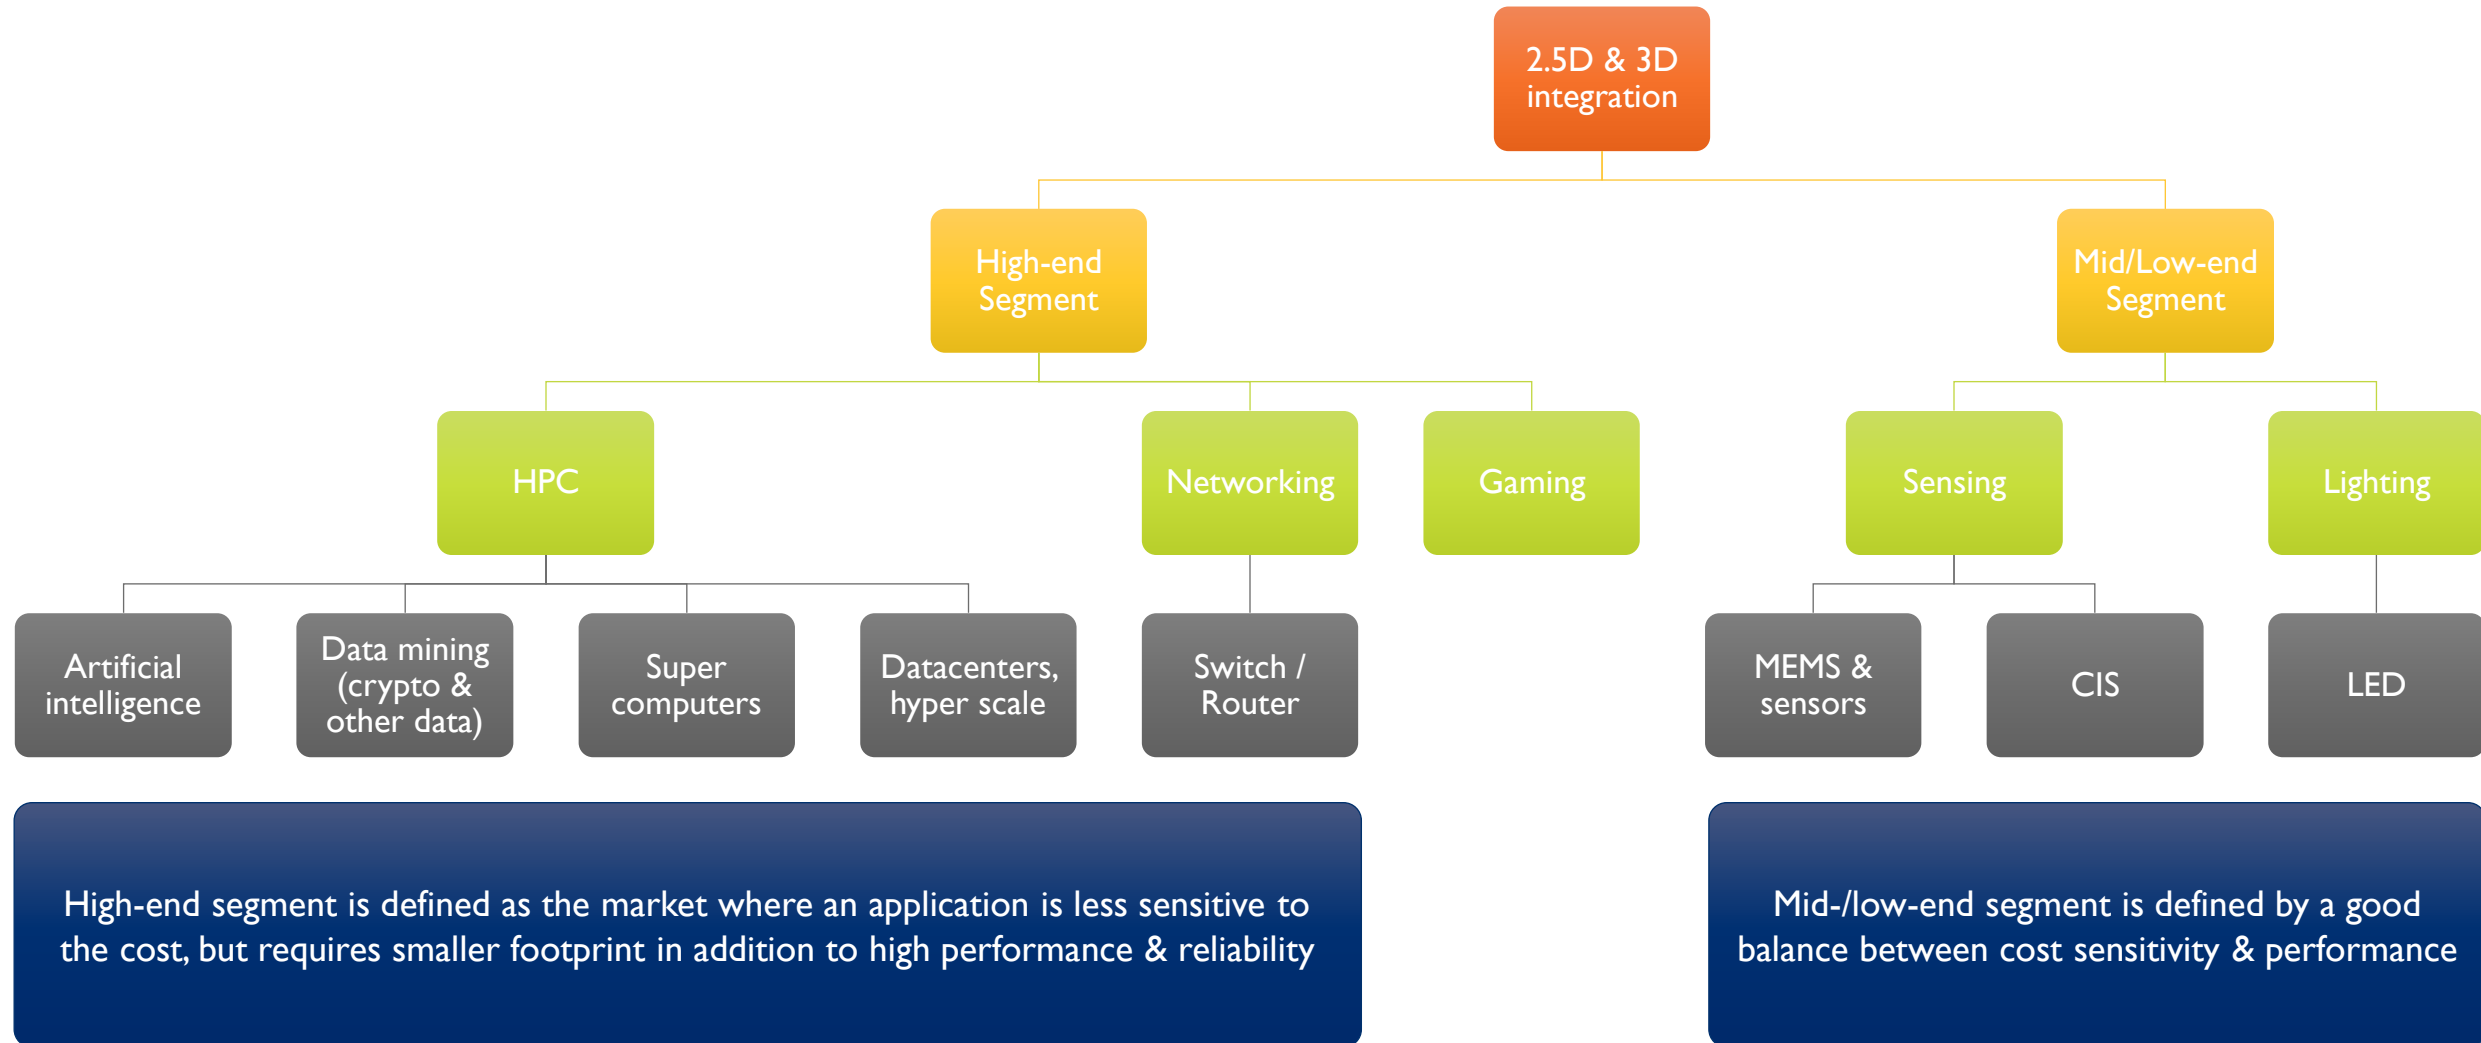 2.5D & 3D
integration
High-end
Segment
Mid/Low-end
Segment
HPC
Networking
Gaming
Sensing
Lighting
Artificial
intelligence
Data mining
(crypto &
other data)
Super
computers
Datacenters,
hyper scale
Switch /
Router
MEMS &
sensors
CIS
LED
High-end segment is defined as the market where an application is less sensitive to
the cost, but requires smaller footprint in addition to high performance & reliability
Mid-/low-end segment is defined by a good
balance between cost sensitivity & performance